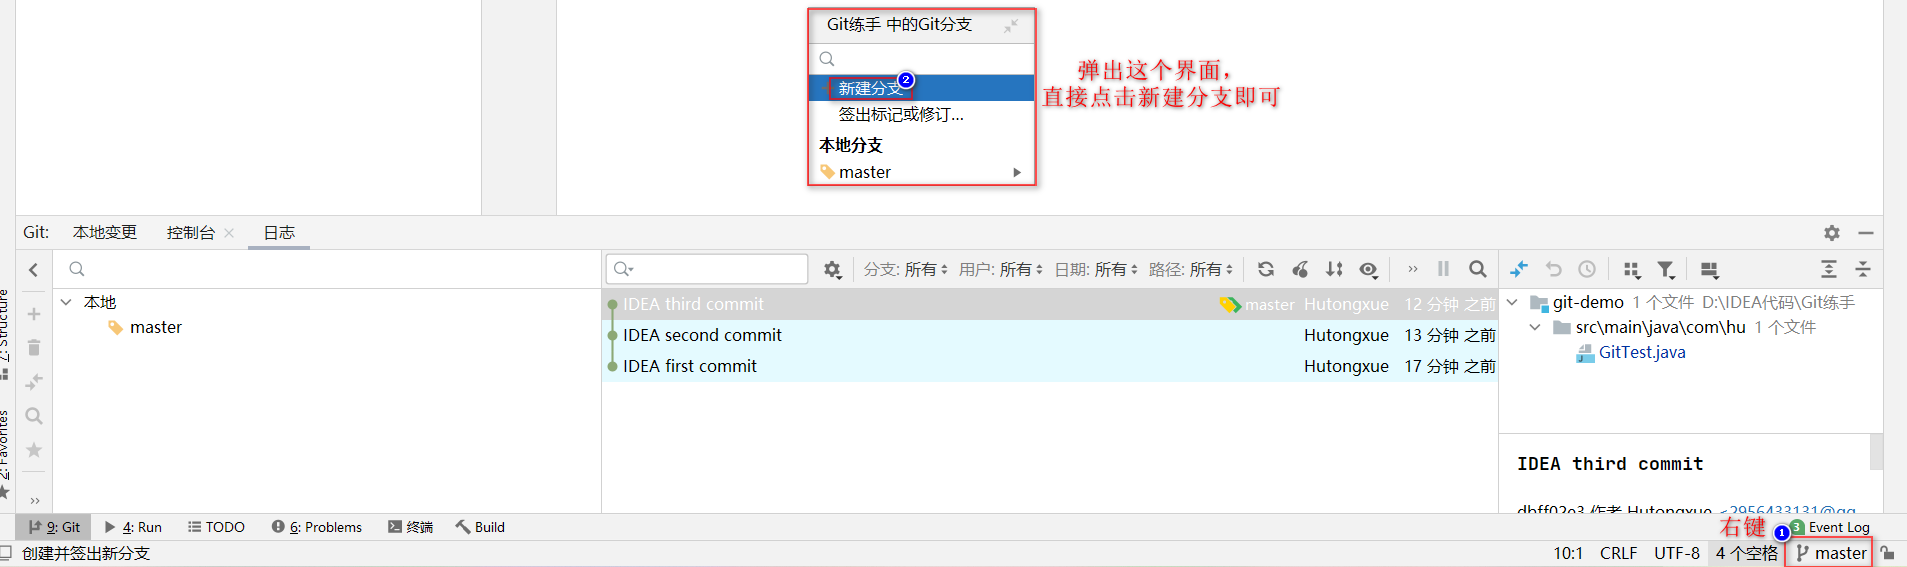 Git练手 中的Git分支
新建分支
2
签出标记或修订...
本地分支
master
弹出这个界面，
直接点击新建分支即可
7: Structure
2: Favorites
Git: 本地变更 控制台 日志
分支: 所有 用户: 所有 日期: 所有 路径: 所有
本地
master
IDEA third commit master Hutongxue 12 分钟 之前
IDEA second commit Hutongxue 13 分钟 之前
IDEA first commit Hutongxue 17 分钟 之前
git-demo 1 个文件 D:\IDEA代码\Git练手
src\main\java\com\hu 1 个文件
GitTest.java
IDEA third commit
dbff02e3 作者 Hutongxue <2956433131@qq
9: Git 4: Run TODO 6: Problems 终端 Build
右键 1 3 Event Log
创建并签出新分支 10:1 CRLF UTF-8 4 个空格 master